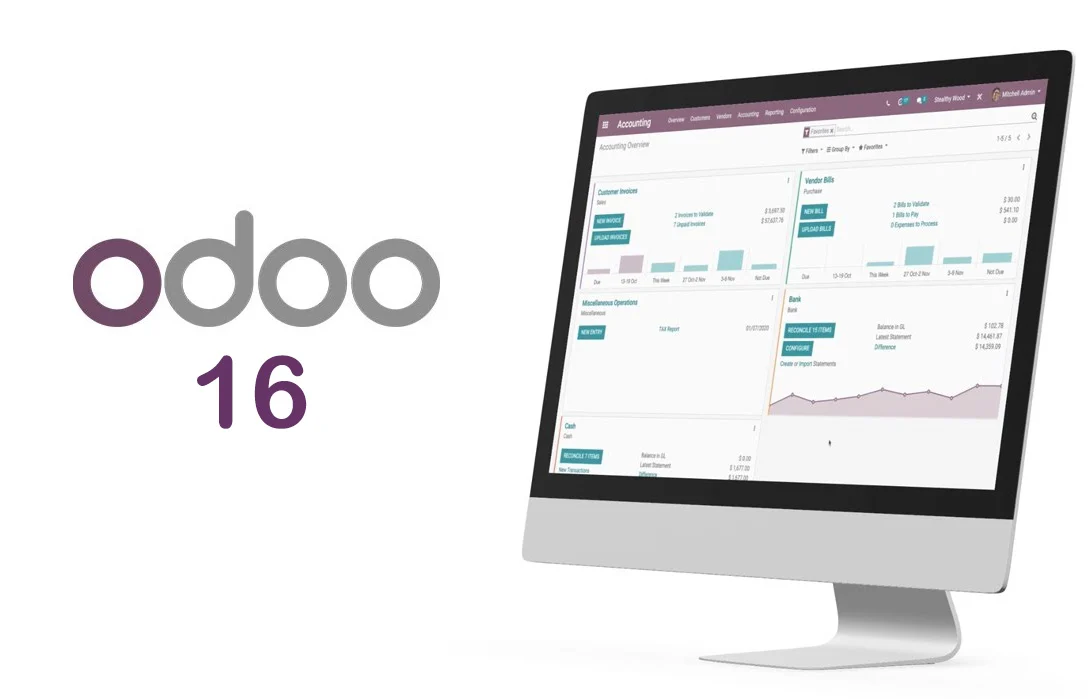 odoo
16
Accounting
Overview Customers Vendors Accounting Reporting Configuration
Stealthy Wood
Mitchell Admin
Accounting Overview
Favorites x Search...
Filters Group By Favorites
1-5 / 5
Customer Invoices
Sales
NEW INVOICE
UPLOAD INVOICES
2 Invoices to Validate
7 Unpaid Invoices
Due 13-19 Oct This Week 27 Oct-2 Nov 3-9 Nov Not Due
Vendor Bills
Purchase
NEW BILL
UPLOAD BILLS
2 Bills to Validate $ 30.00
1 Bills to Pay $ 541.10
0 Expenses to Process $ 0.00
Due 13-19 Oct This Week 27 Oct-2 Nov 3-9 Nov Not Due
Miscellaneous Operations
Miscellaneous
NEW ENTRY
TAX Report 01/07/2020
Bank
Bank
RECONCILE 15 ITEMS
CONFIGURE
Create or Import Statements
Balance in GL $ 102.78
Latest Statement $ 14,461.87
Difference $ 14,359.09
Cash
Cash
RECONCILE 7 ITEMS
New Transactions
Balance in GL $ 0.00
Latest Statement $ 1,677.00
Difference $ 1,677.00